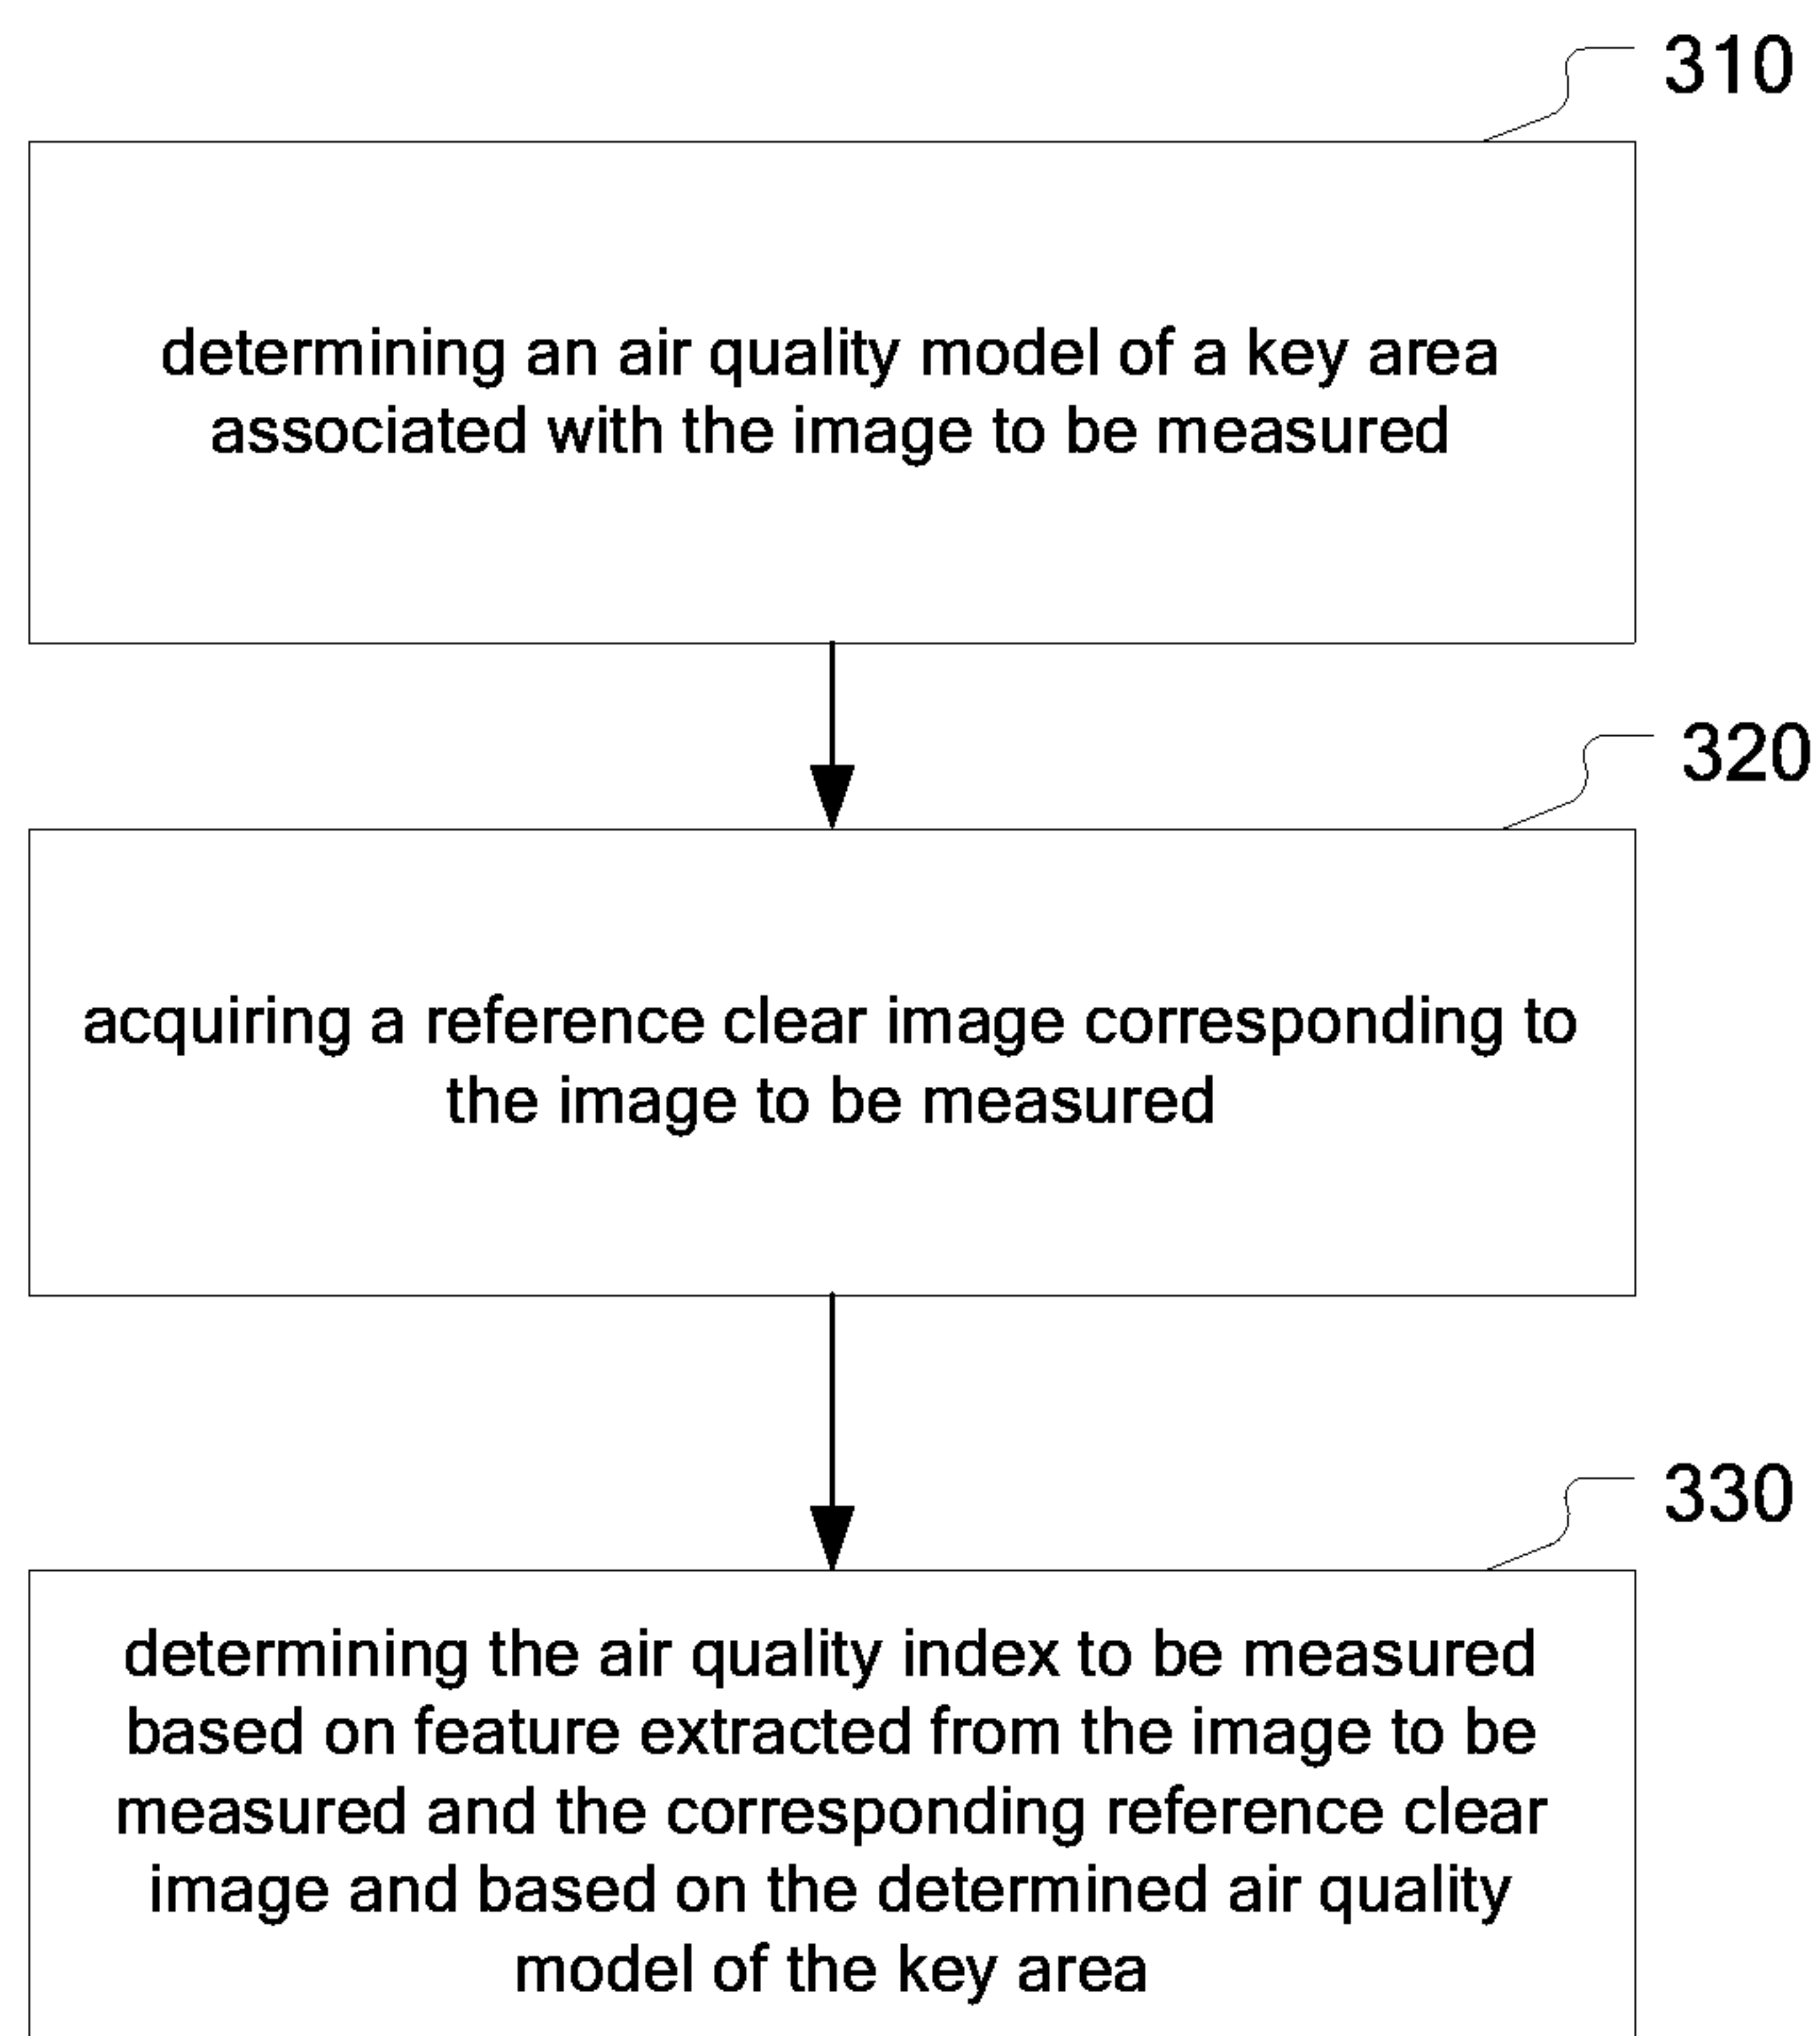 310
determining an air quality model of a key area
associated with the image to be measured
320
acquiring a reference clear image corresponding to
the image to be measured
330
determining the air quality index to be measured
based on feature extracted from the image to be
measured and the corresponding reference clear
image and based on the determined air quality
model of the key area